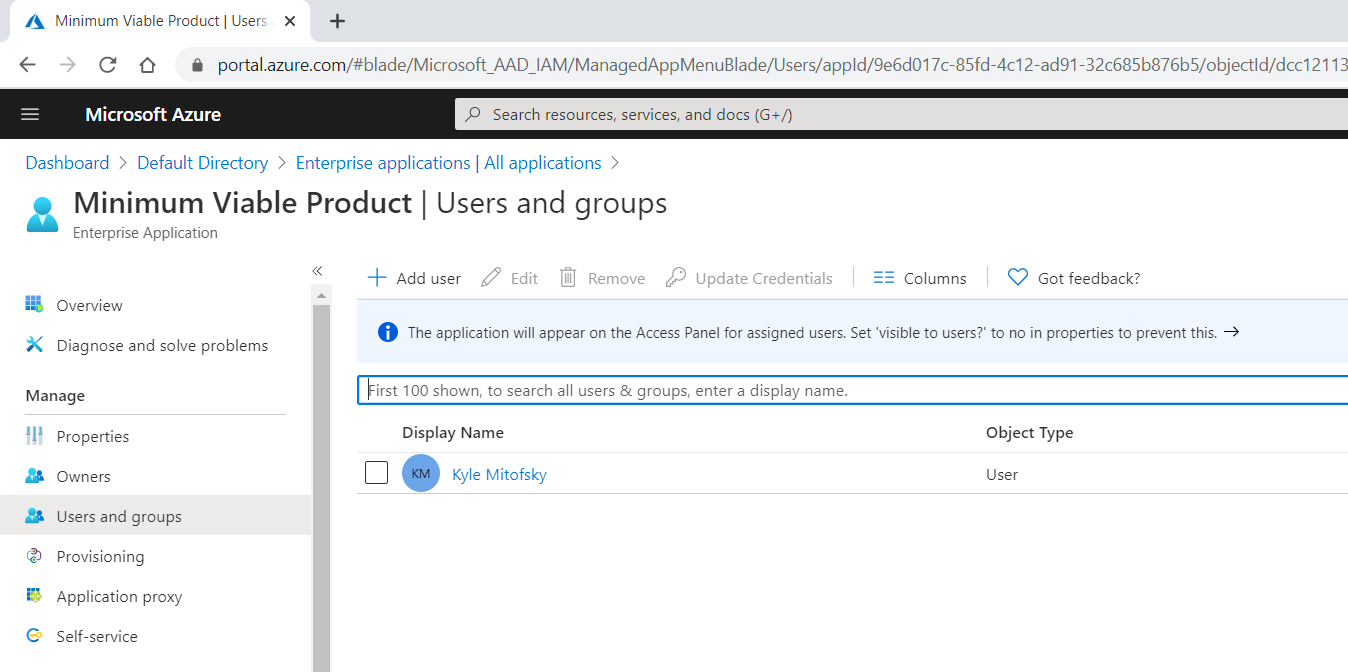 Minimum Viable Product | Users
portal.azure.com/#blade/Microsoft_AAD_IAM/ManagedAppMenuBlade/Users/appId/9e6d017c-85fd-4c12-ad91-32c685b876b5/objectId/dcc12113
Microsoft Azure
Search resources, services, and docs (G+/)
Dashboard > Default Directory > Enterprise applications | All applications >
Minimum Viable Product | Users and groups
Enterprise Application
«
Overview
Diagnose and solve problems
Manage
Properties
Owners
Users and groups
Provisioning
Application proxy
Self-service
Add user Edit Remove Update Credentials Columns Got feedback?
The application will appear on the Access Panel for assigned users. Set 'visible to users?' to no in properties to prevent this. →
First 100 shown, to search all users & groups, enter a display name.
Display Name Object Type
KM Kyle Mitofsky User